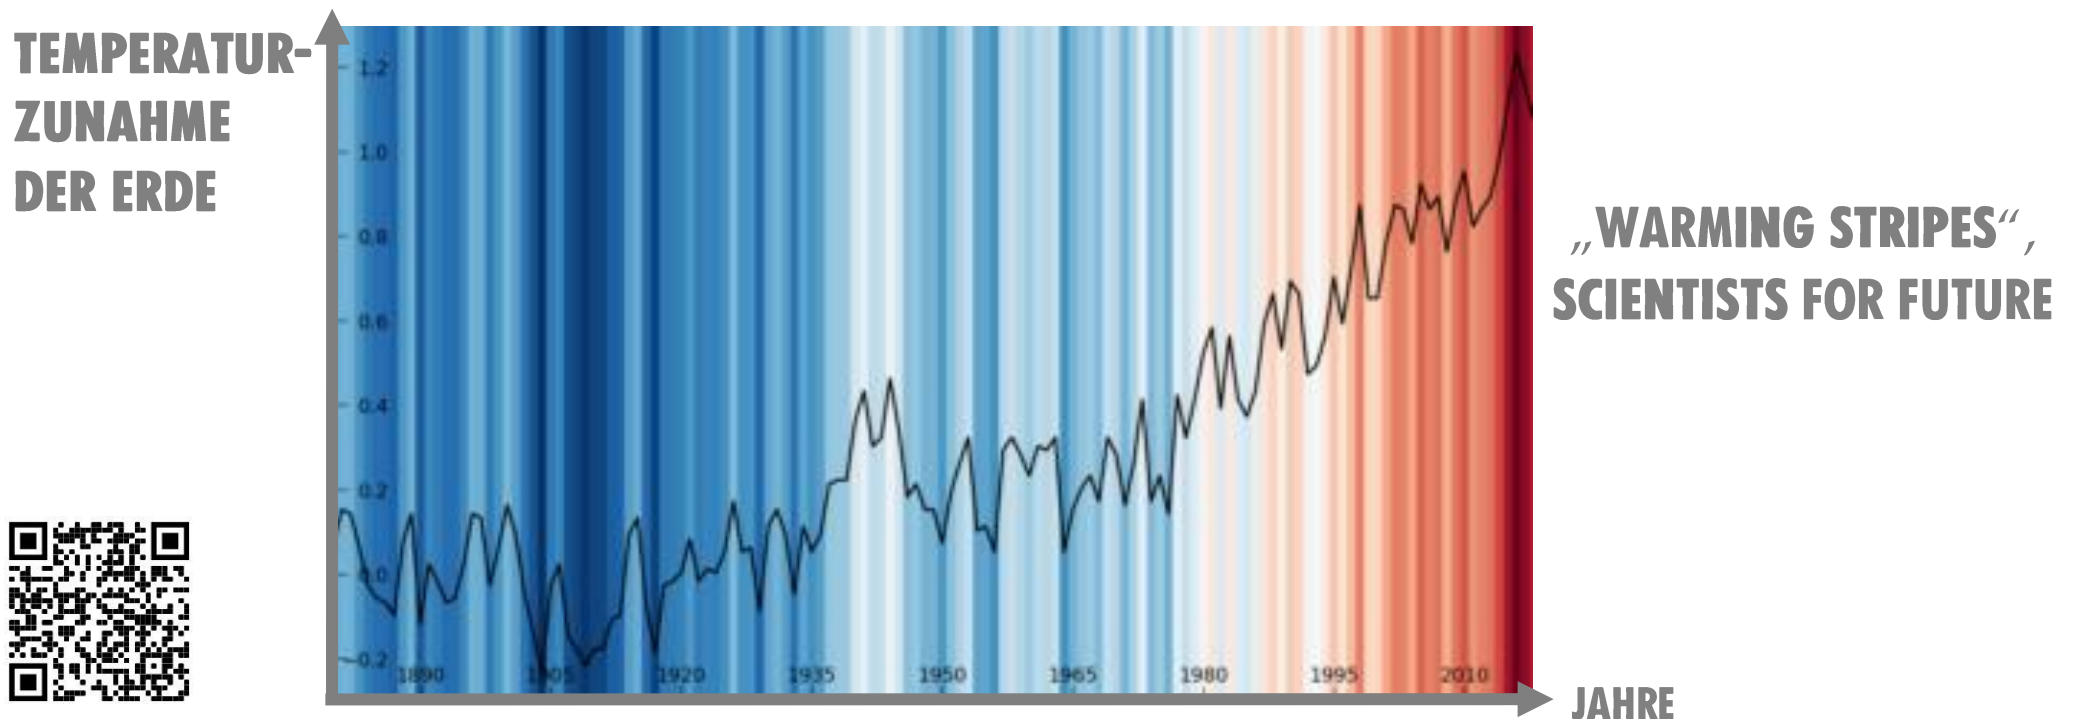 TEMPERATUR-
ZUNAHME
DER ERDE
1.2
1.0
0.8
0.6
0.4
0.2
0.0
-0.2
1890 1905 1920 1935 1950 1965 1980 1995 2010
JAHRE
„WARMING STRIPES“,
SCIENTISTS FOR FUTURE